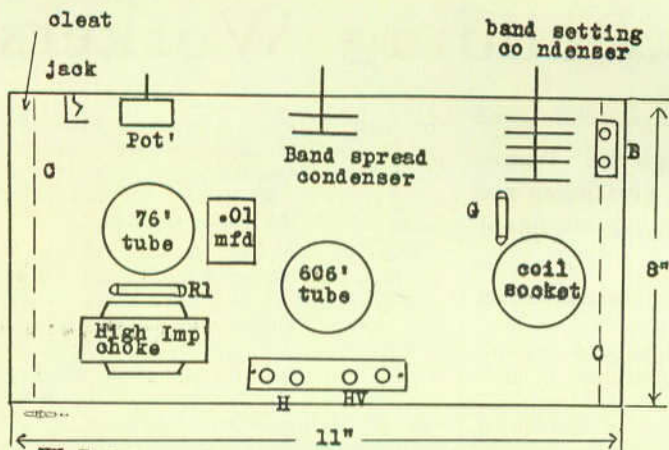 cleat
band setting
co ndenser
jack
Pot'
Band spread
condenser
B
C
76'
tube
.01
mfd
G
606'
tube
coil
socket
8"
R1
High Imp
choke
C
H
HV
11"